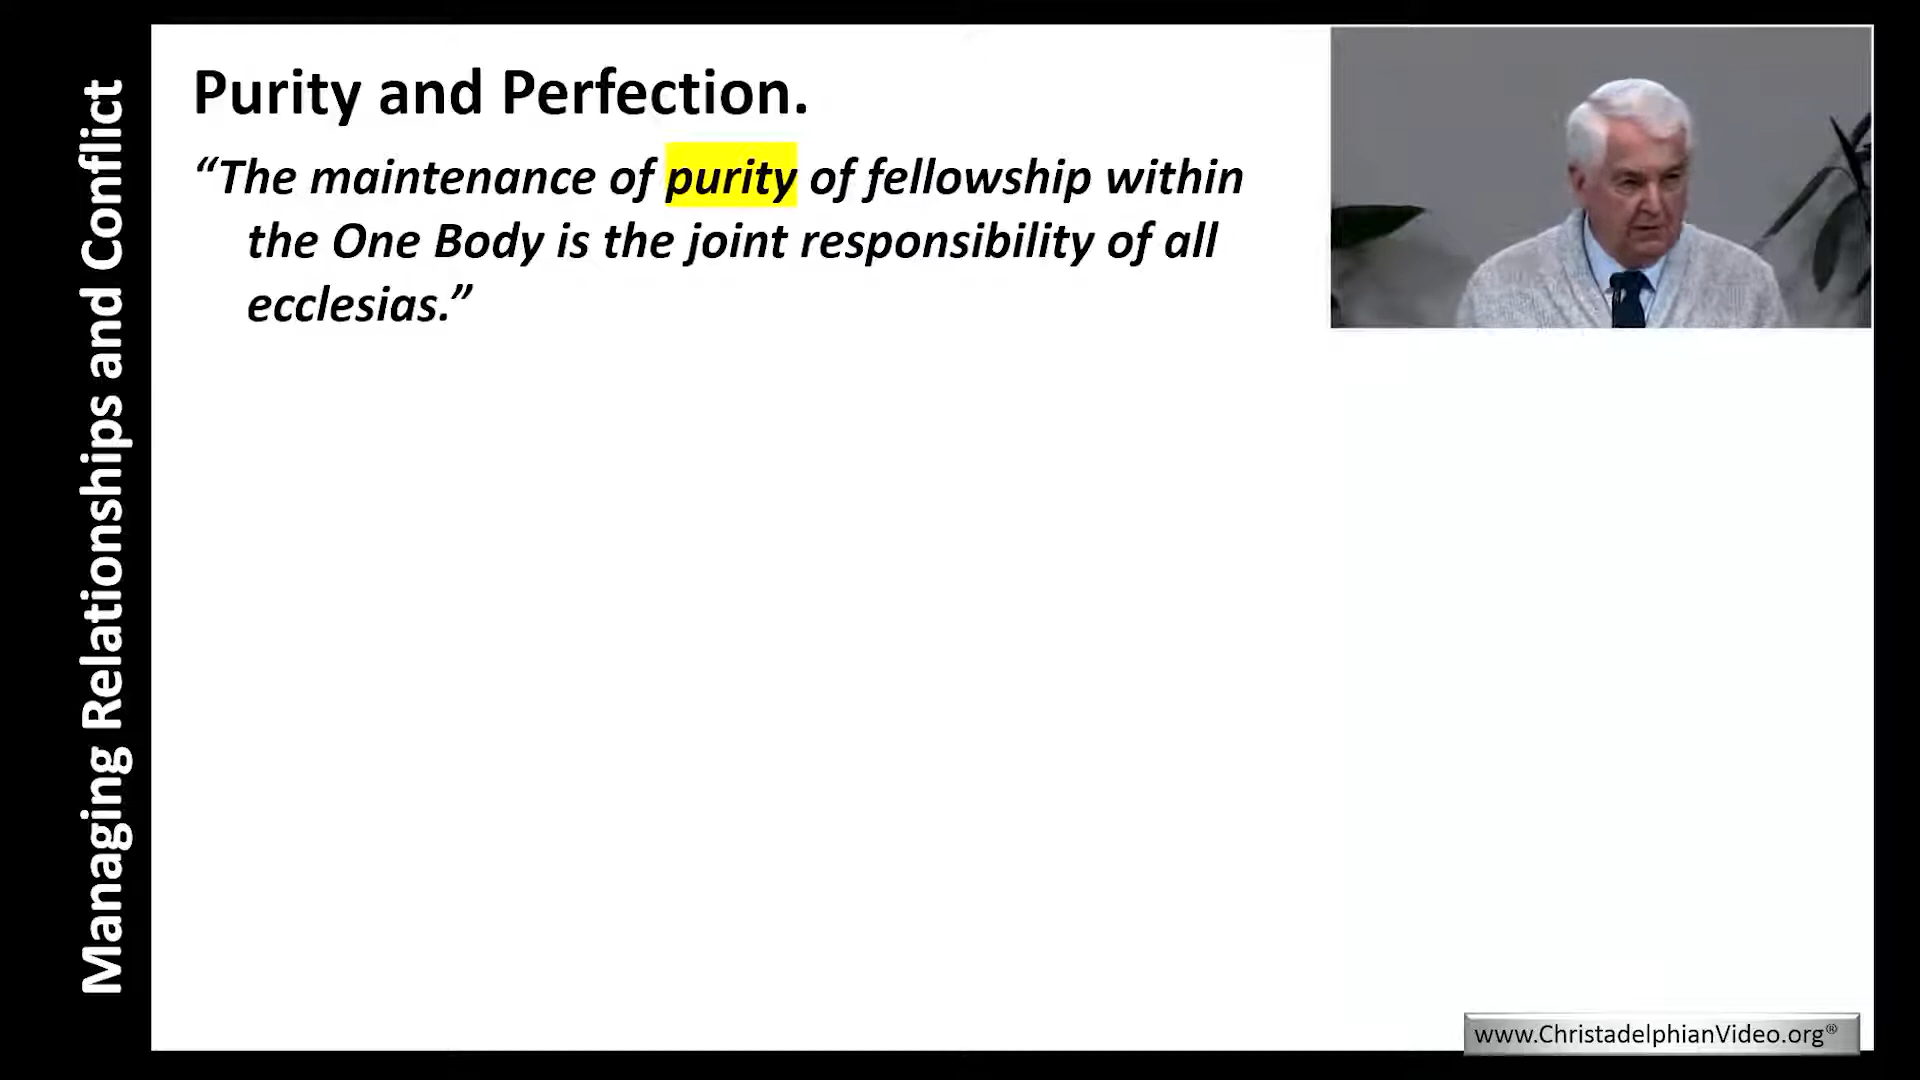 Managing Relationships and Conflict
Purity and Perfection.
“The maintenance of purity of fellowship within
the One Body is the joint responsibility of all
ecclesias.”
www.ChristadelphianVideo.org®